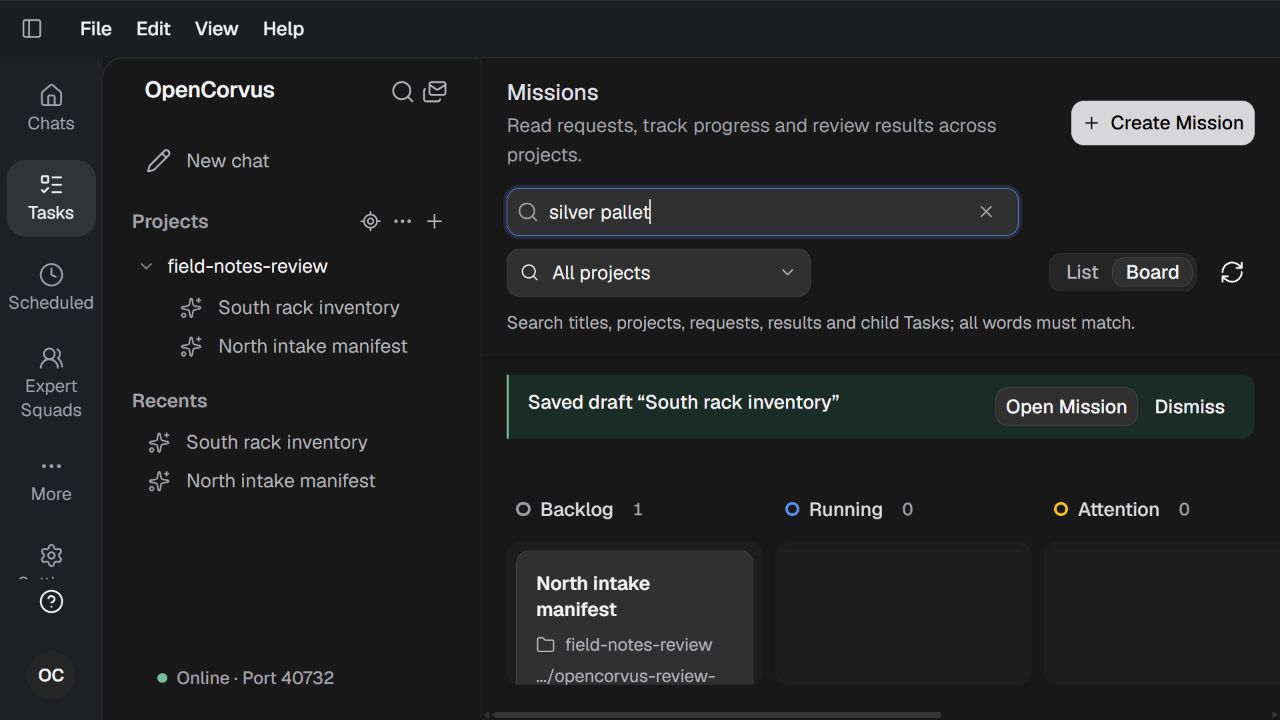 File Edit View Help
Chats
Tasks
Scheduled
Expert
Squads
More
OC
OpenCorvus
New chat
Projects
field-notes-review
South rack inventory
North intake manifest
Recents
South rack inventory
North intake manifest
Online · Port 40732
Missions
Read requests, track progress and review results across
projects.
+ Create Mission
silver pallet
All projects
List Board
Search titles, projects, requests, results and child Tasks; all words must match.
Saved draft “South rack inventory”
Open Mission Dismiss
Backlog 1
Running 0
Attention 0
North intake
manifest
field-notes-review
.../opencorvus-review-